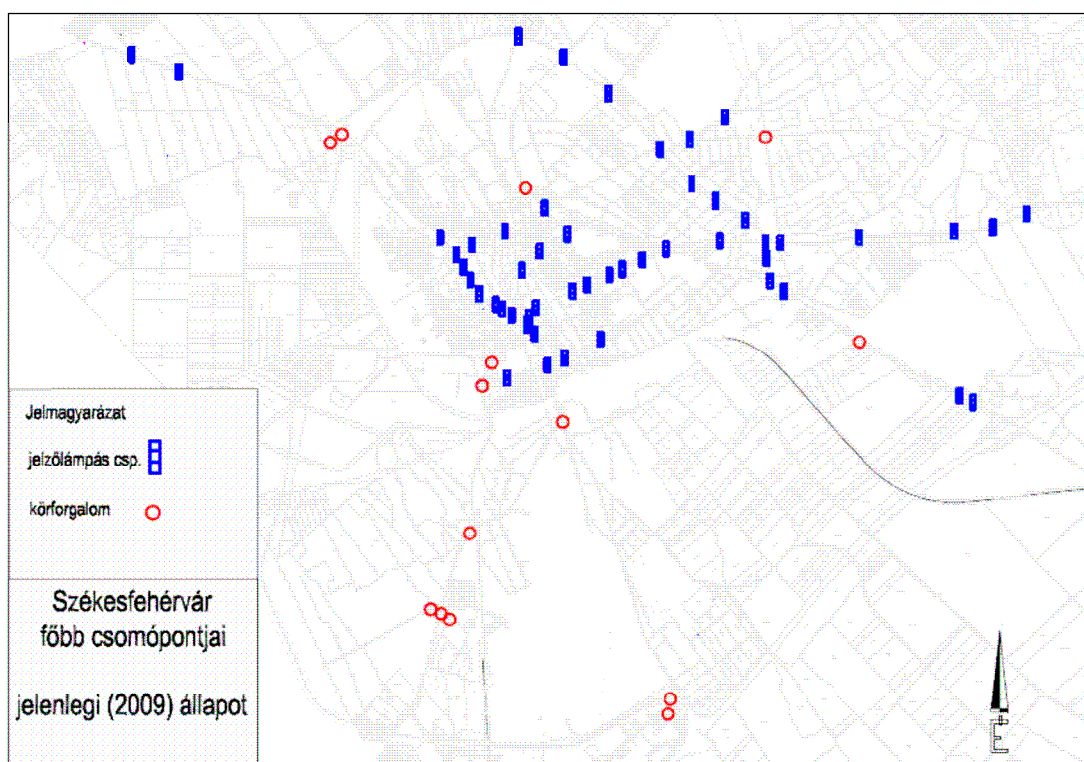 Jelmagyarázat
jelzőlámpás csp.
körforgalom
Székesfehérvár
főbb csomópontjai
jelenlegi (2009) állapot
É